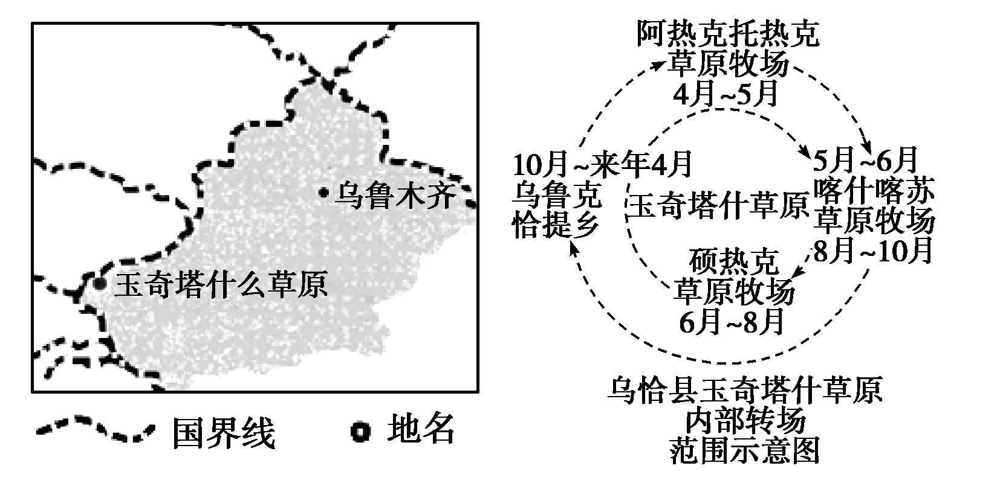 乌鲁木齐
玉奇塔什么草原
国界线
地名
阿热克托热克
草原牧场
4月~5月
10月~来年4月
乌鲁克
恰提乡
玉奇塔什草原
5月~6月
喀什喀苏
草原牧场
8月~10月
硕热克
草原牧场
6月~8月
乌恰县玉奇塔什草原
内部转场
范围示意图